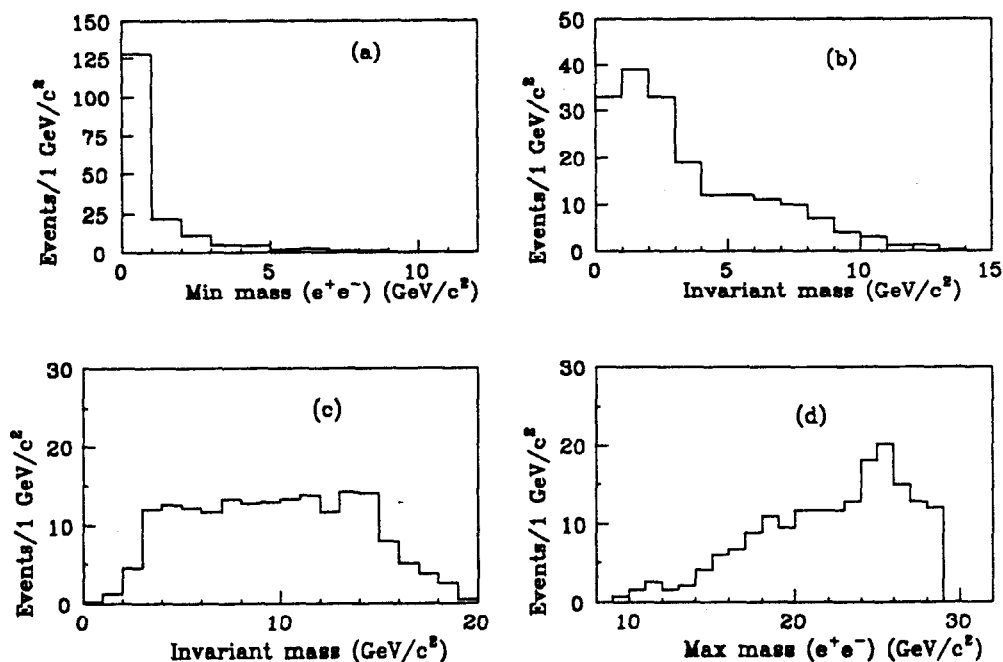 150
125
100
75
50
25
0
Events/1 GeV/c²
(a)
0 5 10
Min mass (e⁺e⁻) (GeV/c²)
50
40
30
20
10
0
Events/1 GeV/c²
(b)
0 5 10 15
Invariant mass (GeV/c²)
30
20
10
0
Events/1 GeV/c²
(c)
0 10 20
Invariant mass (GeV/c²)
30
20
10
0
Events/1 GeV/c²
(d)
10 20 30
Max mass (e⁺e⁻) (GeV/c²)